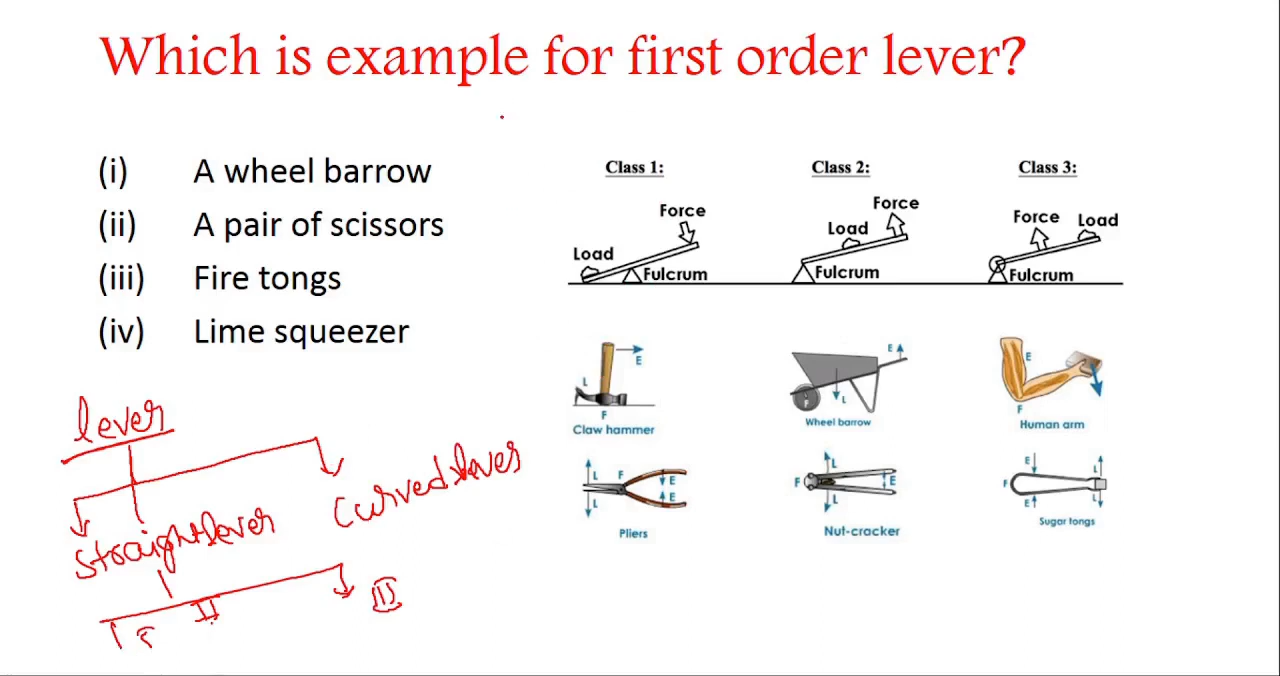 Which is example for first order lever?
(i) A wheel barrow
(ii) A pair of scissors
(iii) Fire tongs
(iv) Lime squeezer
Class 1: Class 2: Class 3:
Force Force Force Load
Load Load
Fulcrum Fulcrum Fulcrum
E L F
Claw hammer
E L F
Wheel barrow
E F
Human arm
L F E L E
Pliers
L F E L
Nut-cracker
E L F E L
Sugar tongs
lever
straight lever
curved lever
I II III